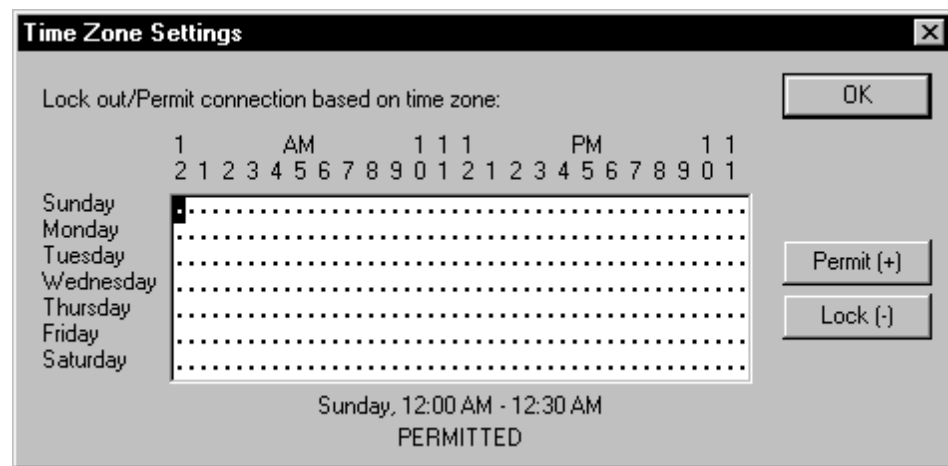 Time Zone Settings
Lock out/Permit connection based on time zone:
OK
1 AM 1 1 1 PM 1 1
2 1 2 3 4 5 6 7 8 9 0 1 2 1 2 3 4 5 6 7 8 9 0 1
Sunday
Monday
Tuesday
Wednesday
Thursday
Friday
Saturday
Permit (+)
Lock (-)
Sunday, 12:00 AM - 12:30 AM
PERMITTED